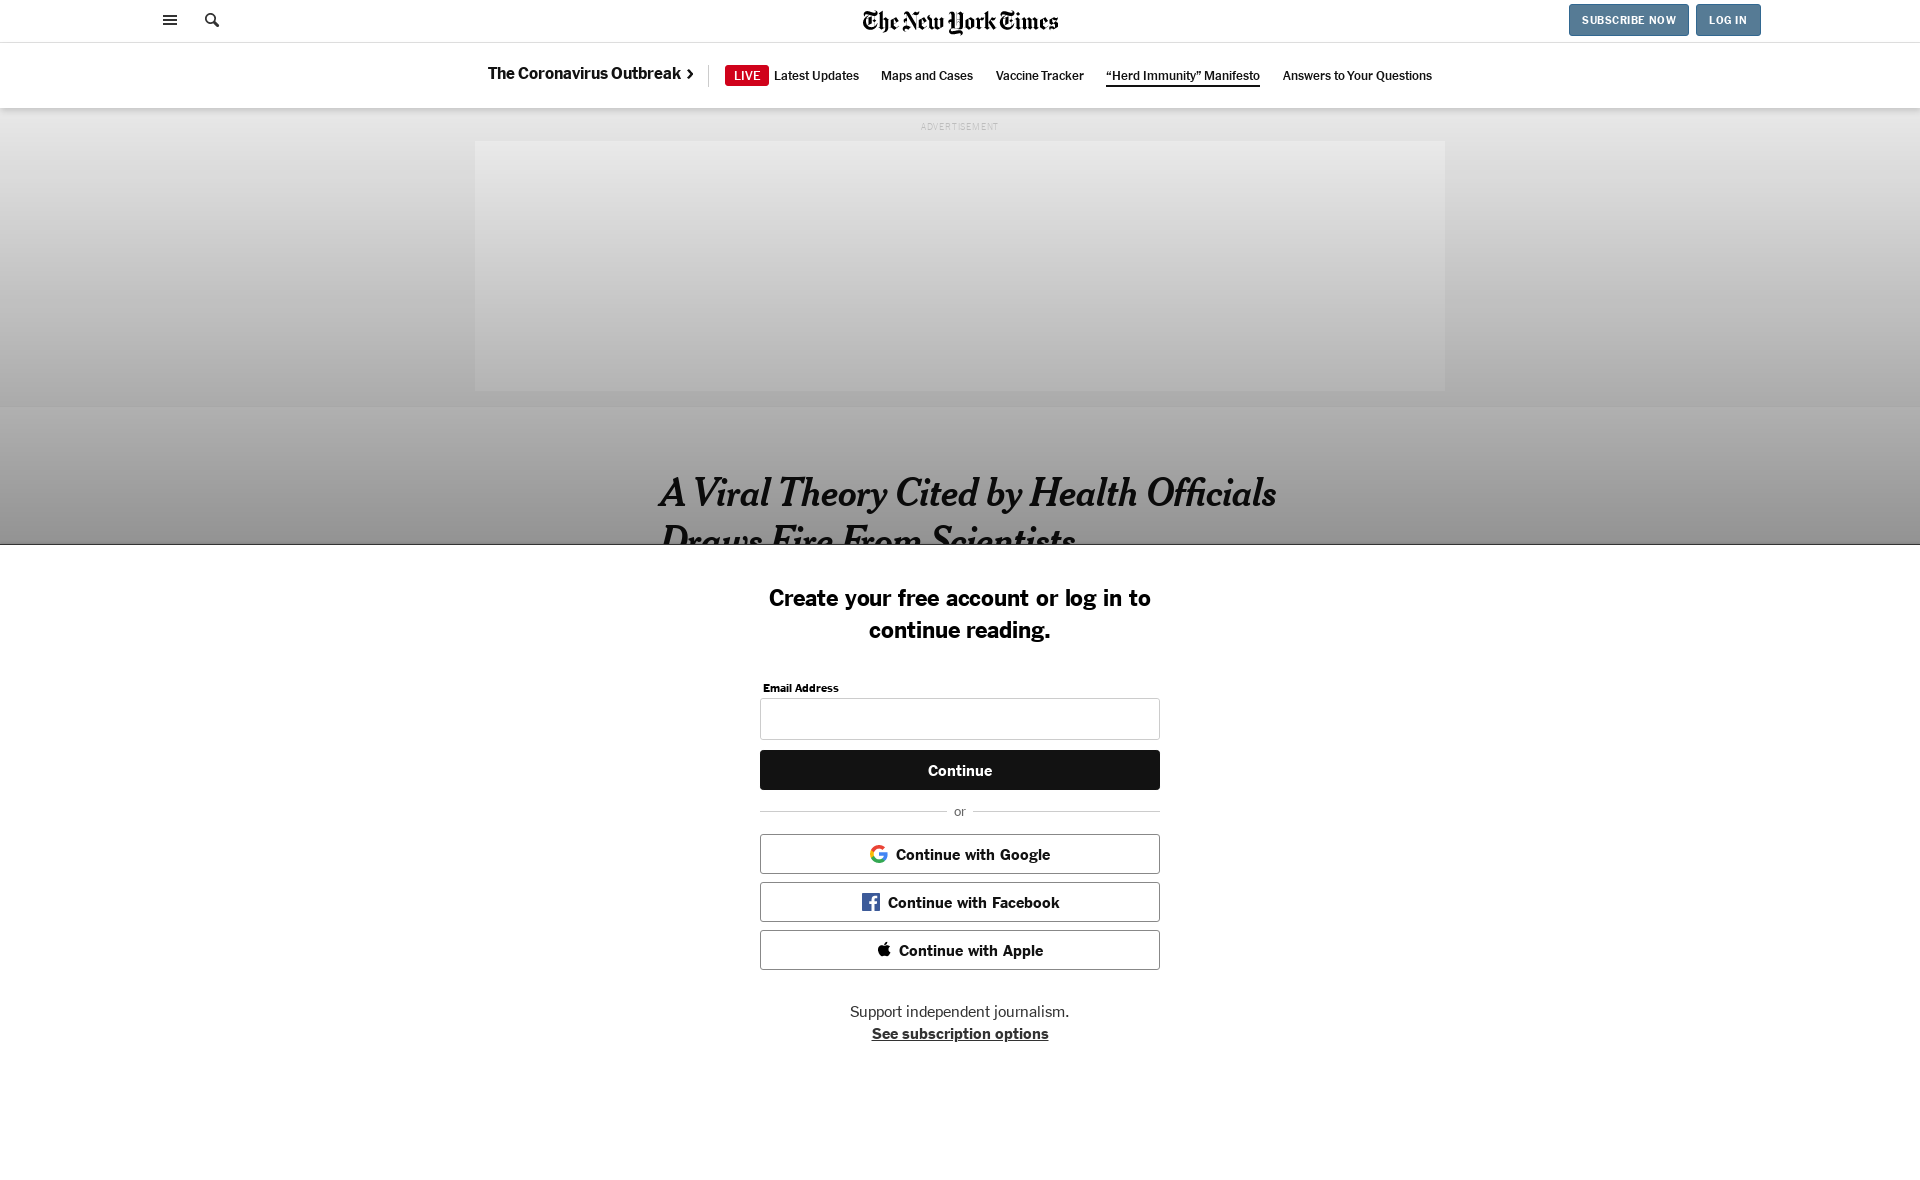 The New York Times
SUBSCRIBE NOW
LOG IN
The Coronavirus Outbreak
LIVE Latest Updates
Maps and Cases
Vaccine Tracker
“Herd Immunity” Manifesto
Answers to Your Questions
ADVERTISEMENT
A Viral Theory Cited by Health Officials
Draws Fire From Scientists
Create your free account or log in to
continue reading.
Email Address
Continue
or
Continue with Google
Continue with Facebook
Continue with Apple
Support independent journalism.
See subscription options